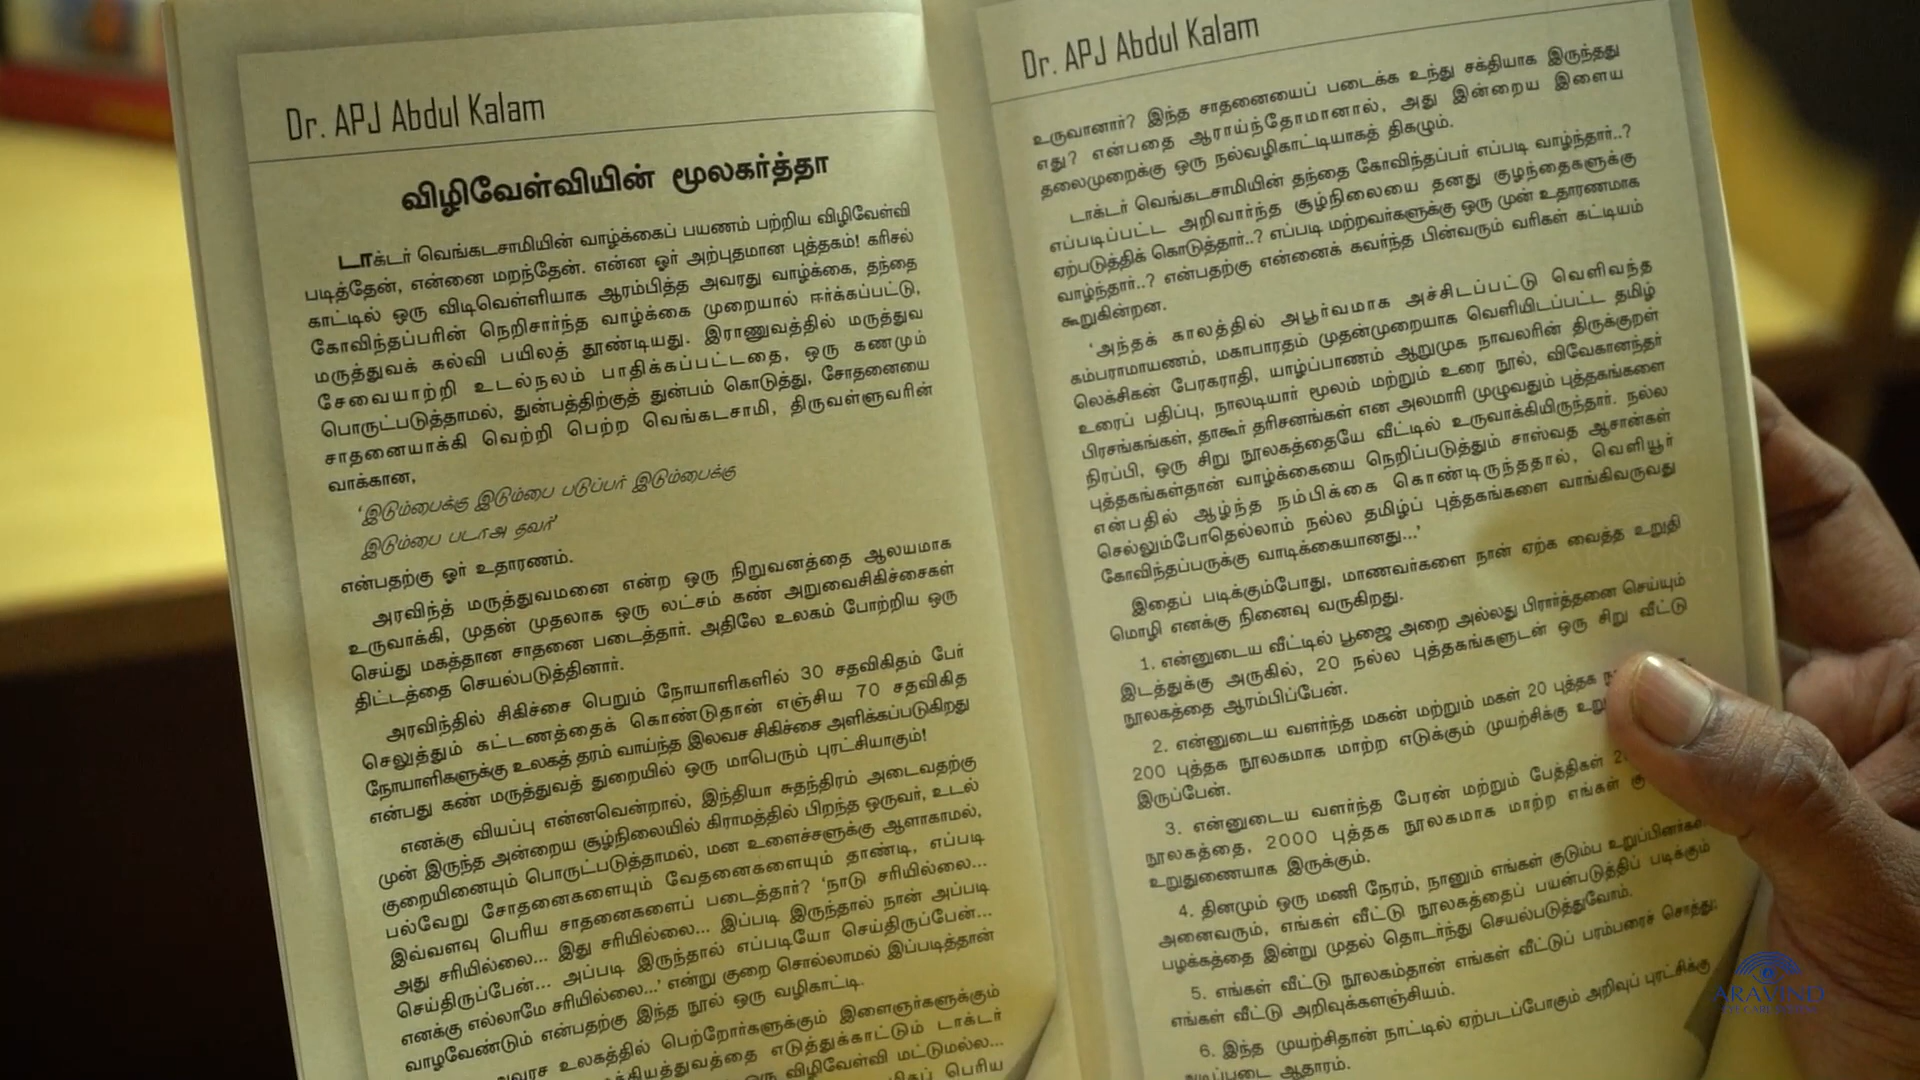 Dr. APJ Abdul Kalam
விழிவேள்வியின் மூலகர்த்தா
டாக்டர் வெங்கடசாமியின் வாழ்க்கைப் பயணம் பற்றிய விழிவேள்வி
படித்தேன், என்னை மறந்தேன். என்ன ஓர் அற்புதமான புத்தகம்! கரிசல்
காட்டில் ஒரு விடிவெள்ளியாக ஆரம்பித்த அவரது வாழ்க்கை, தந்தை
கோவிந்தப்பரின் நெறிசார்ந்த வாழ்க்கை முறையால் ஈர்க்கப்பட்டு,
மருத்துவக் கல்வி பயிலத் தூண்டியது. இராணுவத்தில் மருத்துவ
சேவையாற்றி உடல்நலம் பாதிக்கப்பட்டதை, ஒரு கணமும்
பொருட்படுத்தாமல், துன்பத்திற்குத் துன்பம் கொடுத்து, சோதனையை
சாதனையாக்கி வெற்றி பெற்ற வெங்கடசாமி, திருவள்ளுவரின்
வாக்கான,
‘இடும்பைக்கு இடும்பை படுப்பர் இடும்பைக்கு
இடும்பை படாஅ தவர்’
என்பதற்கு ஓர் உதாரணம்.
அரவிந்த் மருத்துவமனை என்ற ஒரு நிறுவனத்தை ஆலயமாக
உருவாக்கி, முதன் முதலாக ஒரு லட்சம் கண் அறுவைசிகிச்சைகள்
செய்து மகத்தான சாதனை படைத்தார். அதிலே உலகம் போற்றிய ஒரு
திட்டத்தை செயல்படுத்தினார்.
அரவிந்தில் சிகிச்சை பெறும் நோயாளிகளில் 30 சதவிகிதம் பேர்
செலுத்தும் கட்டணத்தைக் கொண்டுதான் எஞ்சிய 70 சதவிகித
நோயாளிகளுக்கு உலகத் தரம் வாய்ந்த இலவச சிகிச்சை அளிக்கப்படுகிறது
என்பது கண் மருத்துவத் துறையில் ஒரு மாபெரும் புரட்சியாகும்!
எனக்கு வியப்பு என்னவென்றால், இந்தியா சுதந்திரம் அடைவதற்கு
முன் இருந்த அன்றைய சூழ்நிலையில் கிராமத்தில் பிறந்த ஒருவர், உடல்
குறையினையும் பொருட்படுத்தாமல், மன உளைச்சளுக்கு ஆளாகாமல்,
பல்வேறு சோதனைகளையும் வேதனைகளையும் தாண்டி, எப்படி
இவ்வளவு பெரிய சாதனைகளைப் படைத்தார்? ‘நாடு சரியில்லை...
அது சரியில்லை... இது சரியில்லை... இப்படி இருந்தால் நான் அப்படி
செய்திருப்பேன்... அப்படி இருந்தால் எப்படியோ செய்திருப்பேன்...
எனக்கு எல்லாமே சரியில்லை...’ என்று குறை சொல்லாமல் இப்படித்தான்
வாழவேண்டும் என்பதற்கு இந்த நூல் ஒரு வழிகாட்டி.
உலகத்தில் பெற்றோர்களுக்கும் இளைஞர்களுக்கும்
எடுத்துக்காட்டும் டாக்டர்
விழிவேள்வி மட்டுமல்ல...
பெரிய
Dr. APJ Abdul Kalam
உருவானார்? இந்த சாதனையைப் படைக்க உந்து சக்தியாக இருந்தது
எது? என்பதை ஆராய்ந்தோமானால், அது இன்றைய இளைய
தலைமுறைக்கு ஒரு நல்வழிகாட்டியாகத் திகழும்.
டாக்டர் வெங்கடசாமியின் தந்தை கோவிந்தப்பர் எப்படி வாழ்ந்தார்..?
எப்படிப்பட்ட அறிவார்ந்த சூழ்நிலையை தனது குழந்தைகளுக்கு
ஏற்படுத்திக் கொடுத்தார்..? எப்படி மற்றவர்களுக்கு ஒரு முன் உதாரணமாக
வாழ்ந்தார்..? என்பதற்கு என்னைக் கவர்ந்த பின்வரும் வரிகள் கட்டியம்
கூறுகின்றன.
‘அந்தக் காலத்தில் அபூர்வமாக அச்சிடப்பட்டு வெளிவந்த
கம்பராமாயணம், மகாபாரதம் முதன்முறையாக வெளியிடப்பட்ட தமிழ்
லெக்சிகன் பேரகராதி, யாழ்ப்பாணம் ஆறுமுக நாவலரின் திருக்குறள்
உரைப் பதிப்பு, நாலடியார் மூலம் மற்றும் உரை நூல், விவேகானந்தர்
பிரசங்கங்கள், தாகூர் தரிசனங்கள் என அலமாரி முழுவதும் புத்தகங்களை
நிரப்பி, ஒரு சிறு நூலகத்தையே வீட்டில் உருவாக்கியிருந்தார். நல்ல
புத்தகங்கள்தான் வாழ்க்கையை நெறிப்படுத்தும் சாஸ்வத ஆசான்கள்
என்பதில் ஆழ்ந்த நம்பிக்கை கொண்டிருந்ததால், வெளியூர்
செல்லும்போதெல்லாம் நல்ல தமிழ்ப் புத்தகங்களை வாங்கிவருவது
கோவிந்தப்பருக்கு வாடிக்கையானது...’
இதைப் படிக்கும்போது, மாணவர்களை நான் ஏற்க வைத்த உறுதி
மொழி எனக்கு நினைவு வருகிறது.
1. என்னுடைய வீட்டில் பூஜை அறை அல்லது பிரார்த்தனை செய்யும்
இடத்துக்கு அருகில், 20 நல்ல புத்தகங்களுடன் ஒரு சிறு வீட்டு
நூலகத்தை ஆரம்பிப்பேன்.
2. என்னுடைய வளர்ந்த மகன் மற்றும் மகள் 20 புத்தக
200 புத்தக நூலகமாக மாற்ற எடுக்கும் முயற்சிக்கு
இருப்பேன்.
3. என்னுடைய வளர்ந்த பேரன் மற்றும் பேத்திகள்
நூலகத்தை, 2000 புத்தக நூலகமாக மாற்ற எங்கள்
உறுதுணையாக இருக்கும்.
4. தினமும் ஒரு மணி நேரம், நானும் எங்கள் குடும்ப உறுப்பினர்கள்
அனைவரும், எங்கள் வீட்டு நூலகத்தைப் பயன்படுத்திப் படிக்கும்
பழக்கத்தை இன்று முதல் தொடர்ந்து செயல்படுத்துவோம்.
5. எங்கள் வீட்டு நூலகம்தான் எங்கள் வீட்டுப் பரம்பரைச் சொத்து;
எங்கள் வீட்டு அறிவுக்களஞ்சியம்.
6. இந்த முயற்சிதான் நாட்டில் ஏற்படப்போகும் அறிவுப் புரட்சிக்கு
அடிப்படை ஆதாரம்.
ARAVIND
EYE CARE SYSTEM